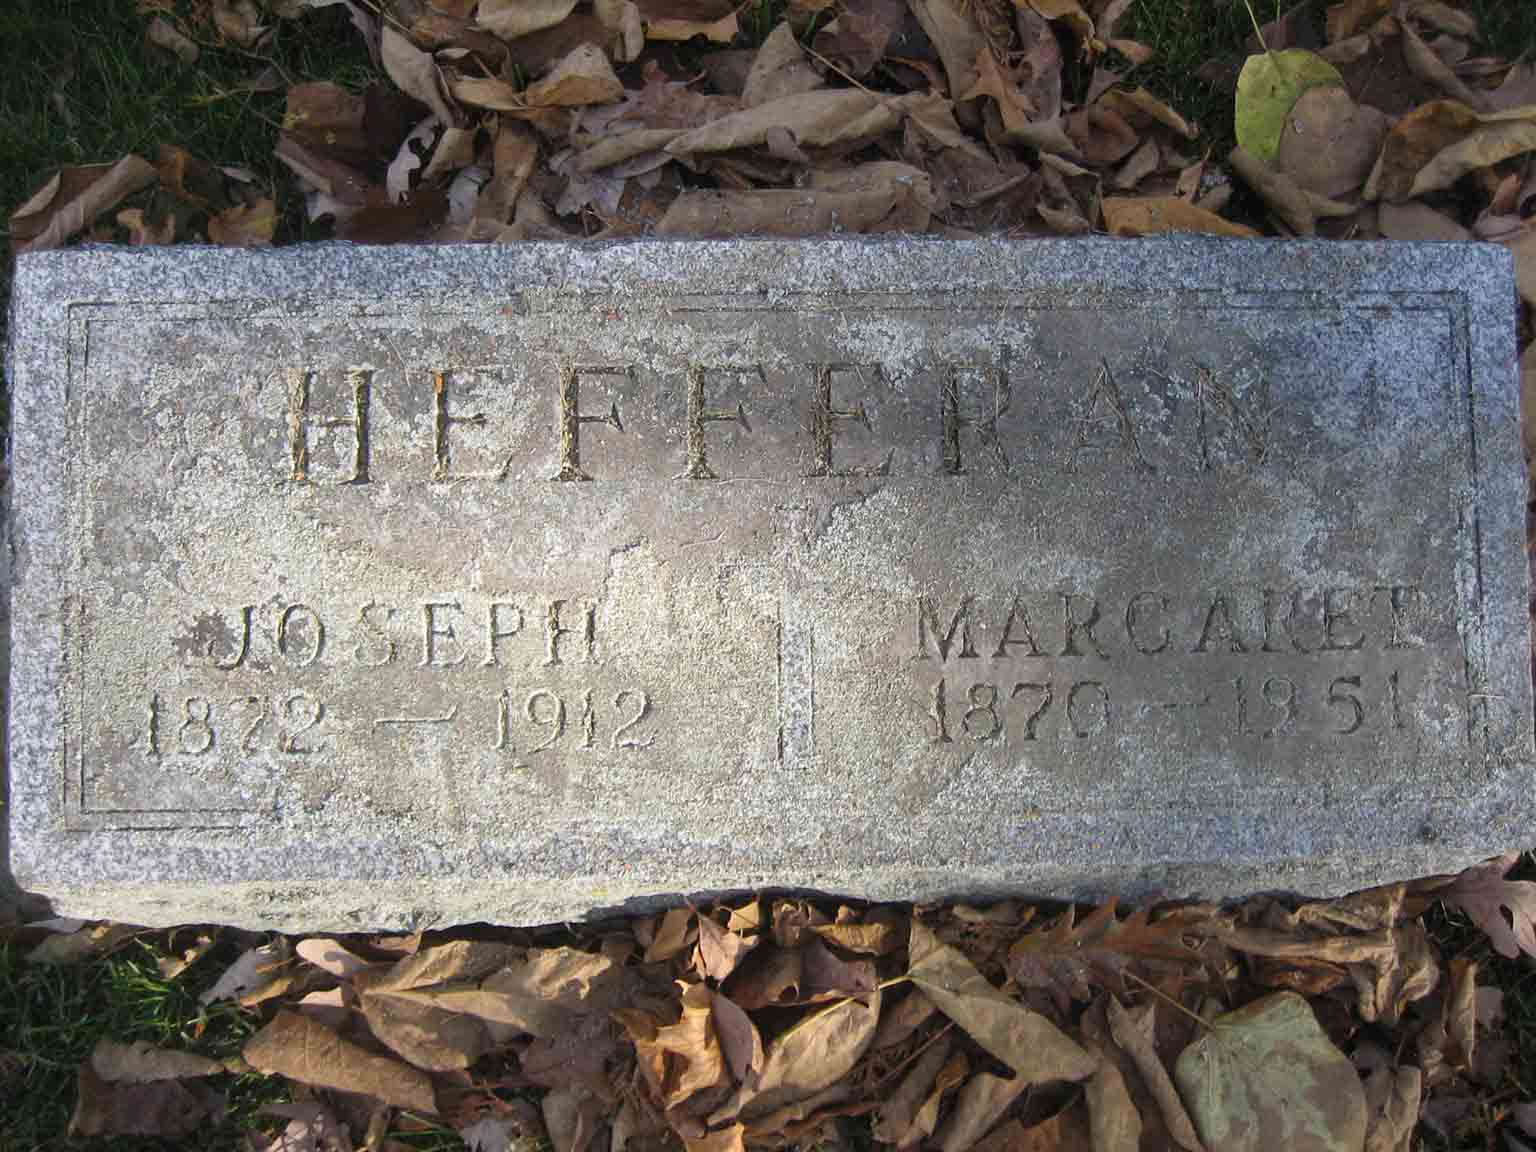 HEFFERAN
JOSEPH
1872 — 1912
MARGARET
1870 — 1951